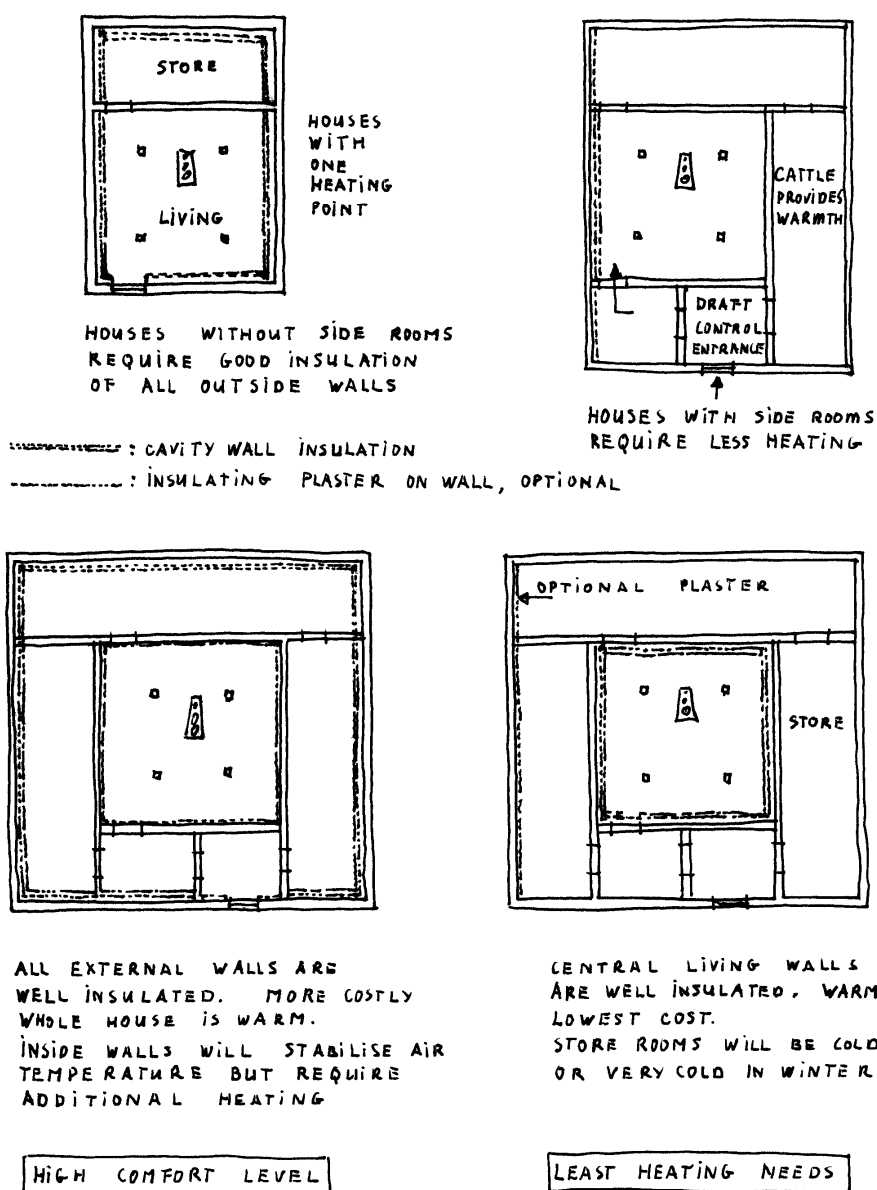 STORE
HOUSES
WITH
ONE
HEATING
POINT
LIVING
HOUSES WITHOUT SIDE ROOMS
REQUIRE GOOD INSULATION
OF ALL OUTSIDE WALLS
CATTLE
PROVIDES
WARMTH
DRAFT
CONTROL
ENTRANCE
HOUSES WITH SIDE ROOMS
REQUIRE LESS HEATING
: CAVITY WALL INSULATION
: INSULATING PLASTER ON WALL, OPTIONAL
OPTIONAL PLASTER
STORE
ALL EXTERNAL WALLS ARE
WELL INSULATED. MORE COSTLY
WHOLE HOUSE IS WARM.
INSIDE WALLS WILL STABILISE AIR
TEMPERATURE BUT REQUIRE
ADDITIONAL HEATING
HIGH COMFORT LEVEL
CENTRAL LIVING WALLS
ARE WELL INSULATED. WARM
LOWEST COST.
STORE ROOMS WILL BE COLD
OR VERY COLD IN WINTER
LEAST HEATING NEEDS